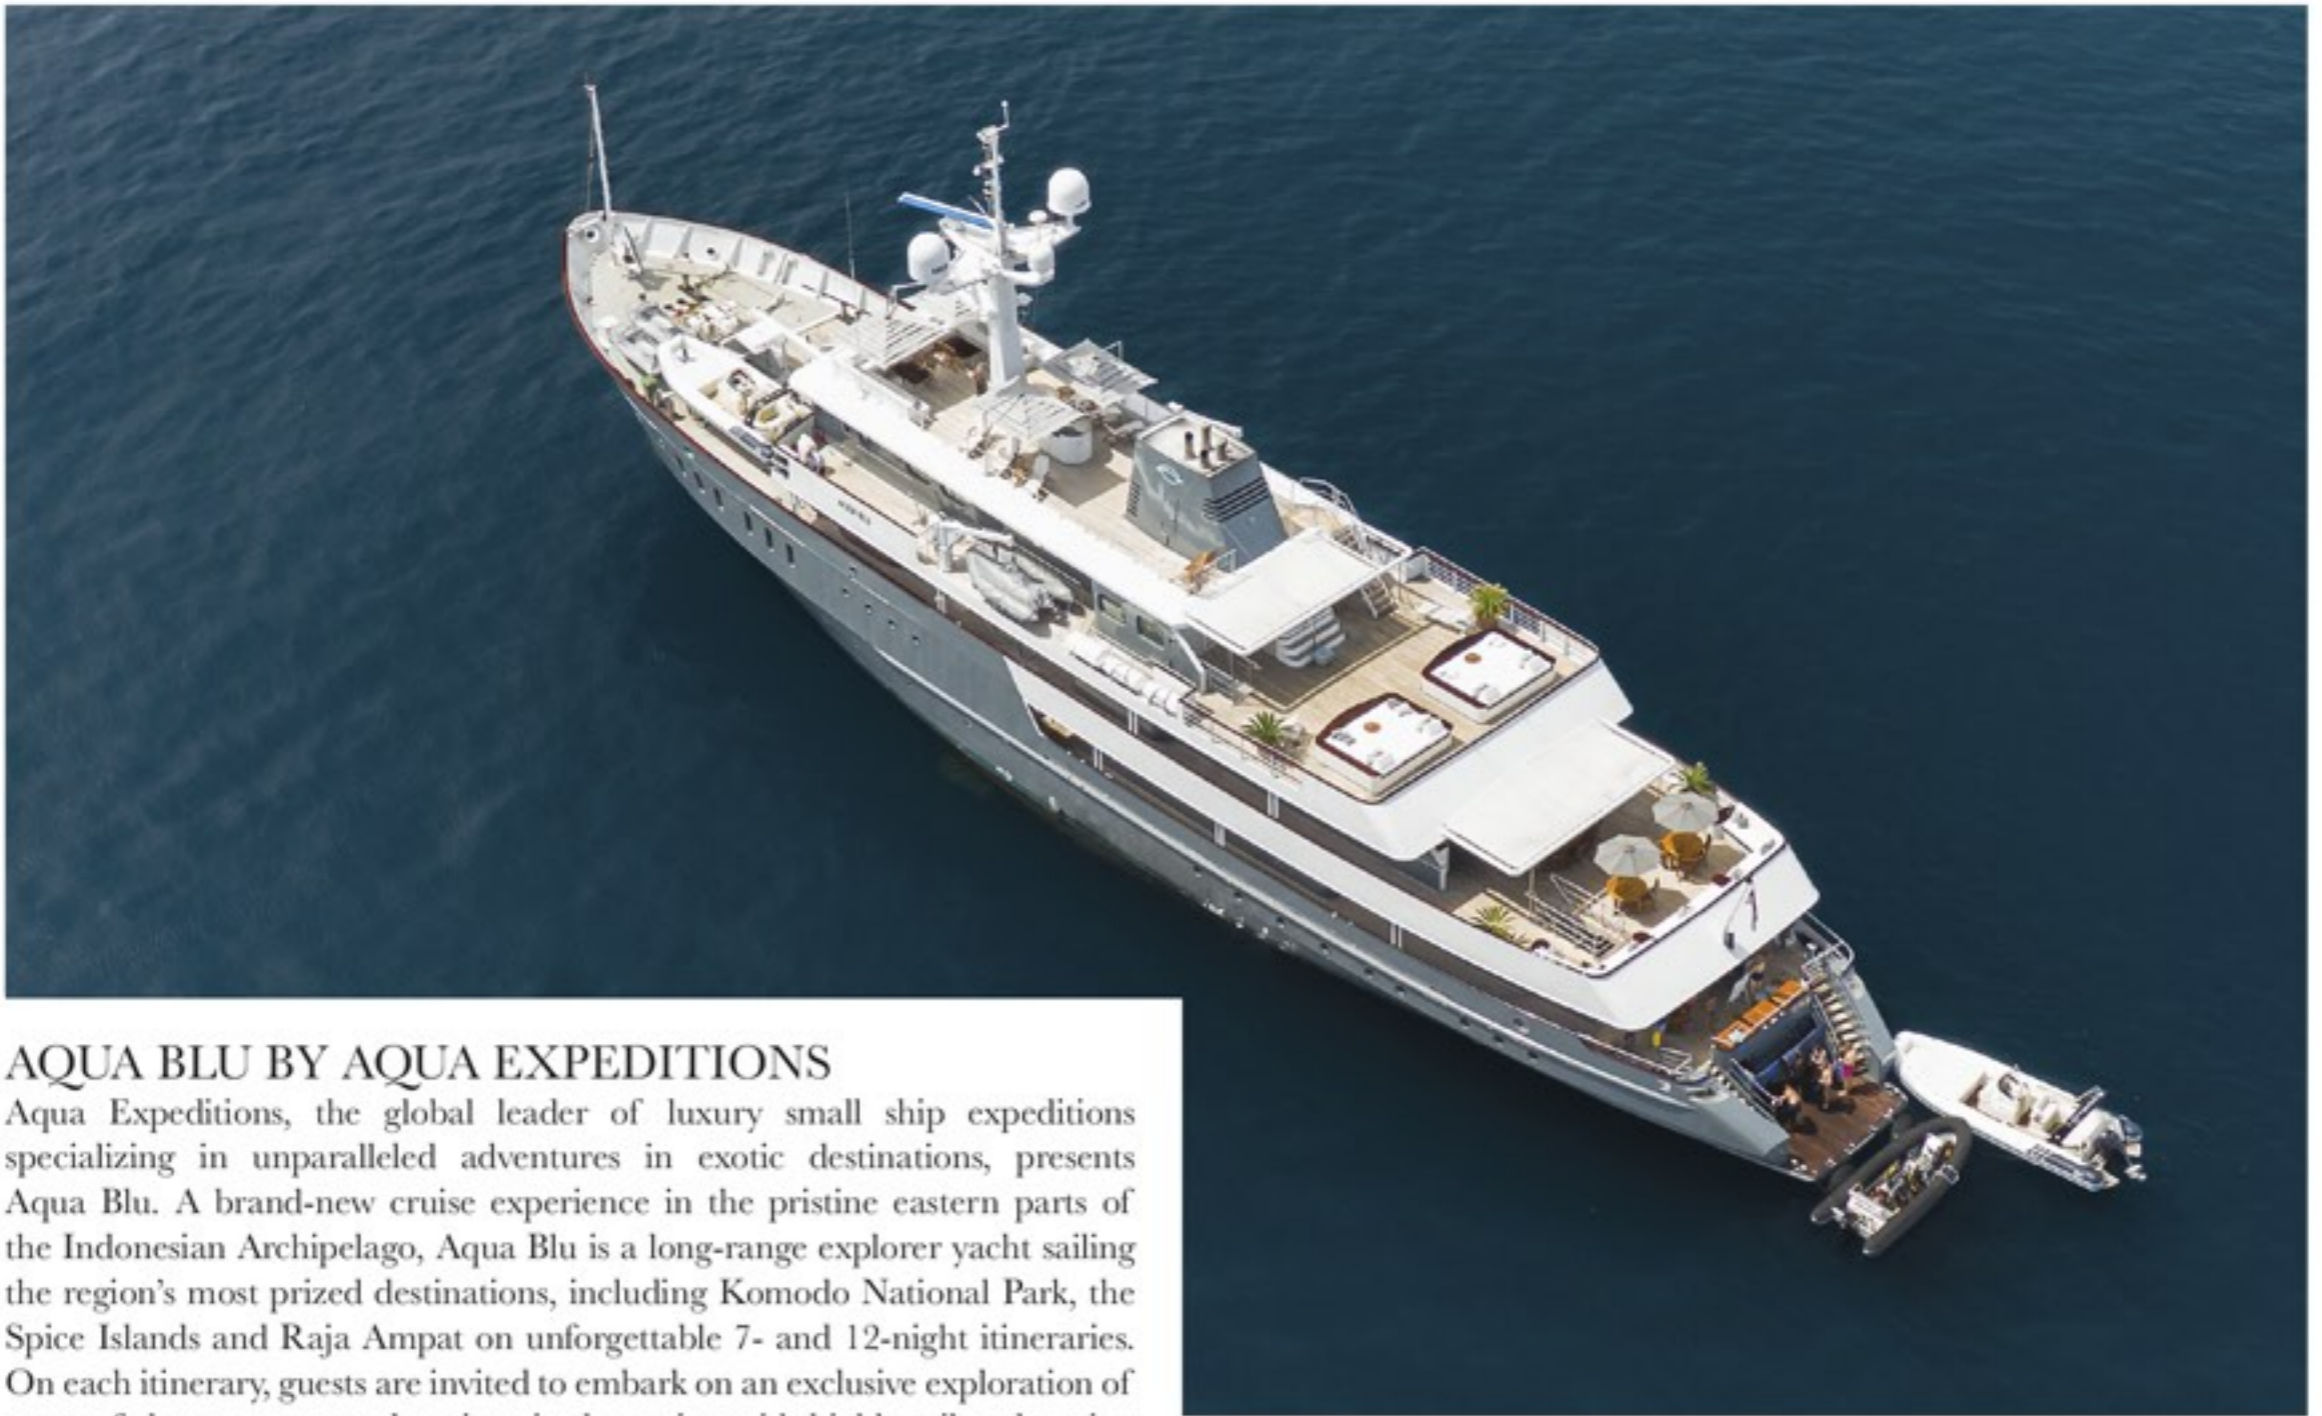 AQUA BLU BY AQUA EXPEDITIONS
Aqua Expeditions, the global leader of luxury small ship expeditions
specializing in unparalleled adventures in exotic destinations, presents
Aqua Blu. A brand-new cruise experience in the pristine eastern parts of
the Indonesian Archipelago, Aqua Blu is a long-range explorer yacht sailing
the region’s most prized destinations, including Komodo National Park, the
Spice Islands and Raja Ampat on unforgettable 7- and 12-night itineraries.
On each itinerary, guests are invited to embark on an exclusive exploration of